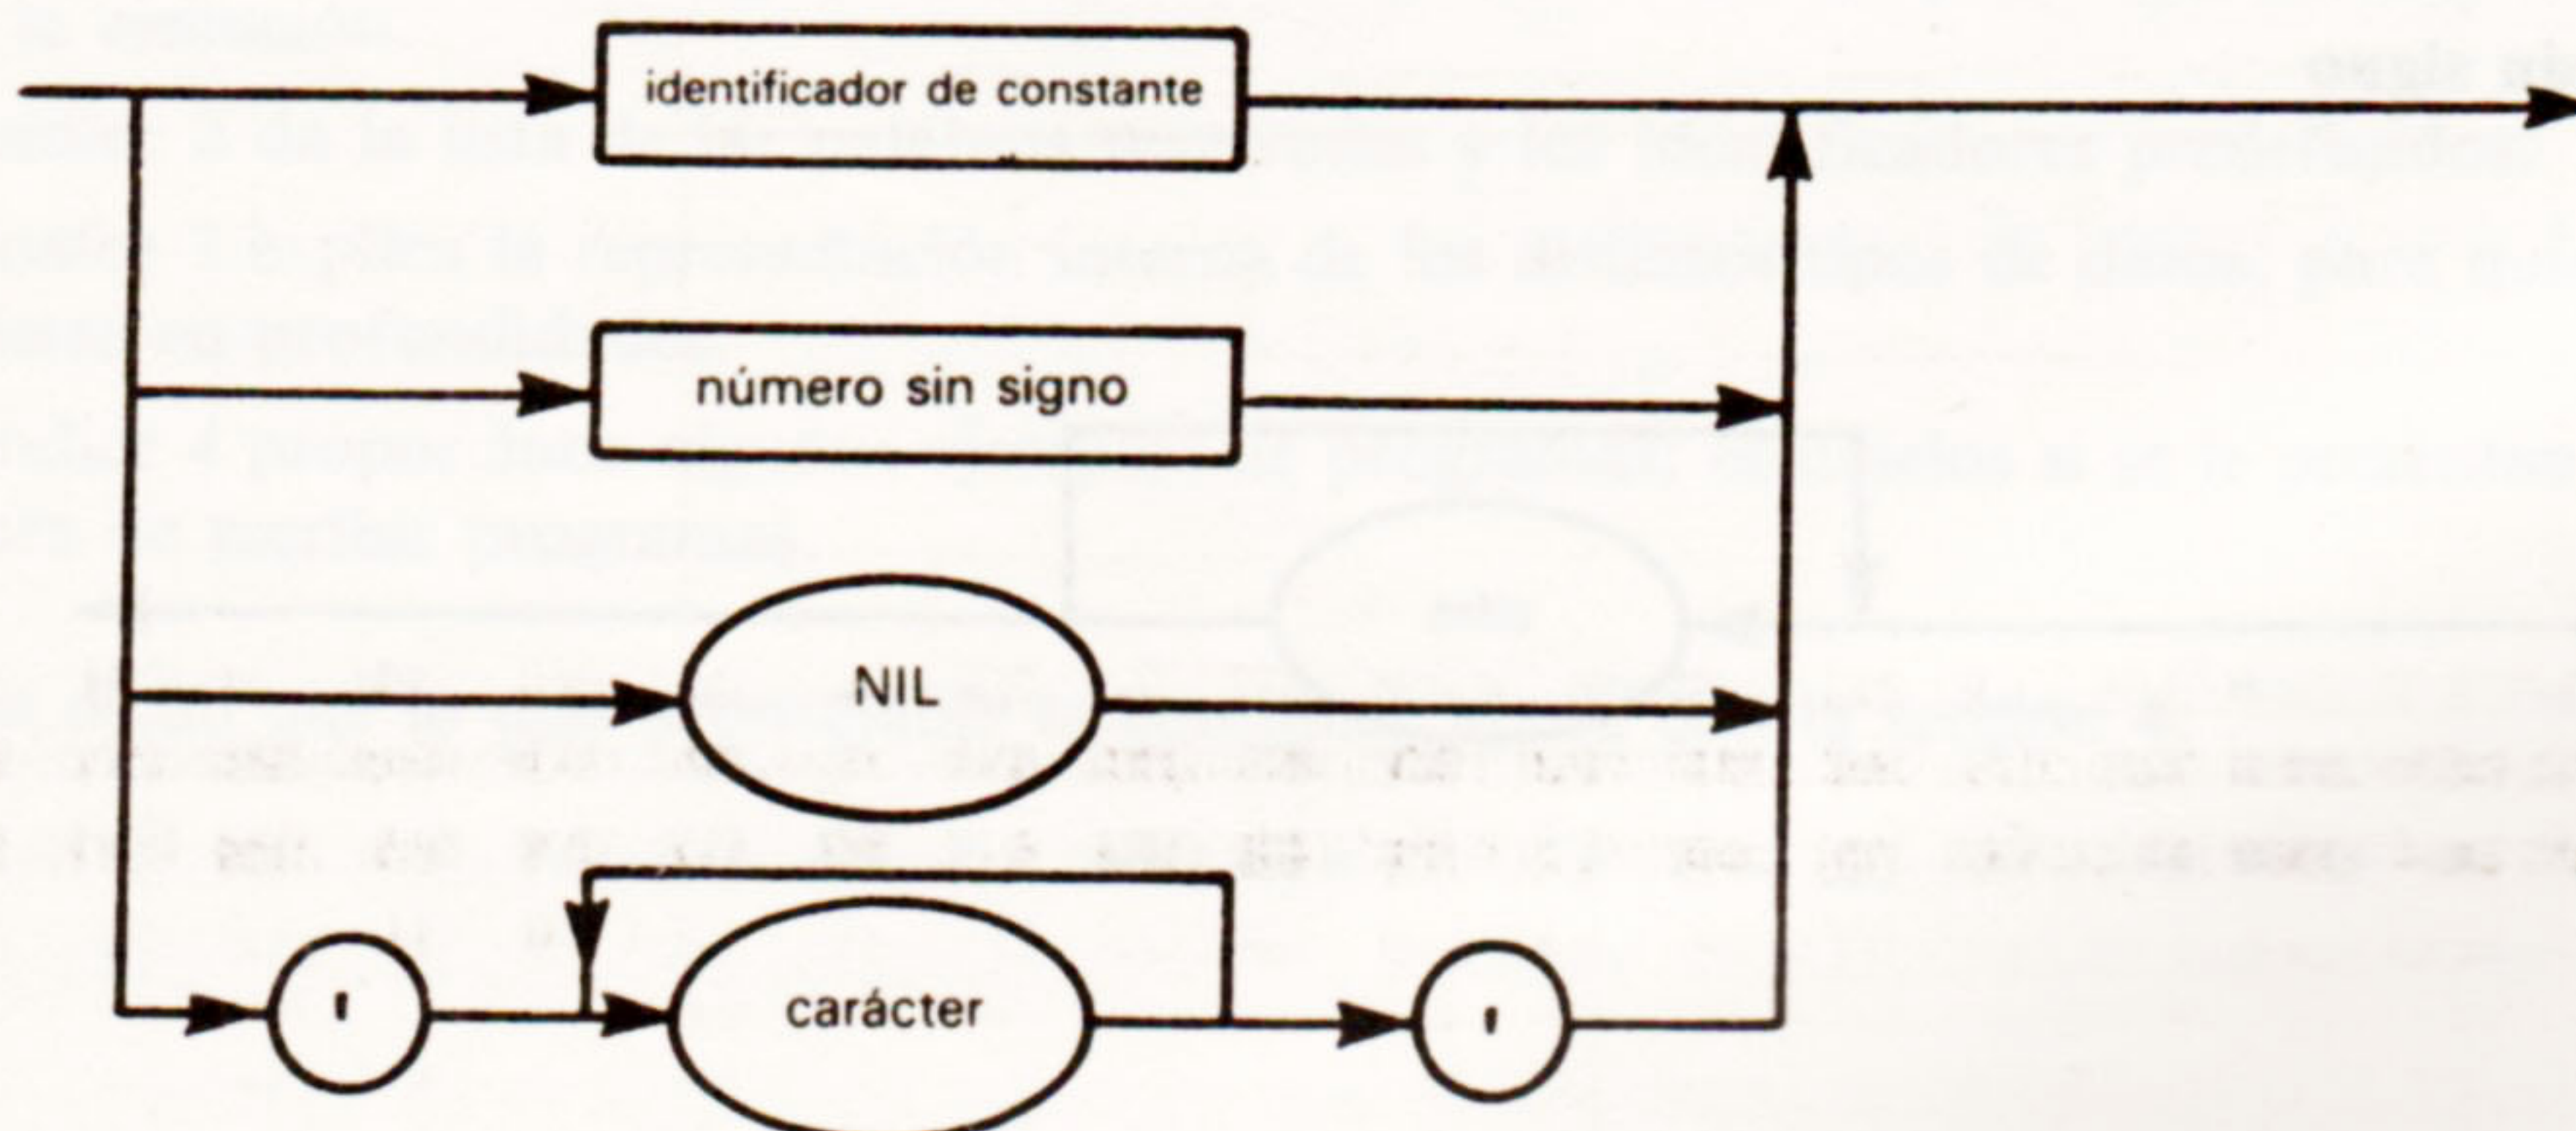 identificador de constante
número sin signo
NIL
' carácter '